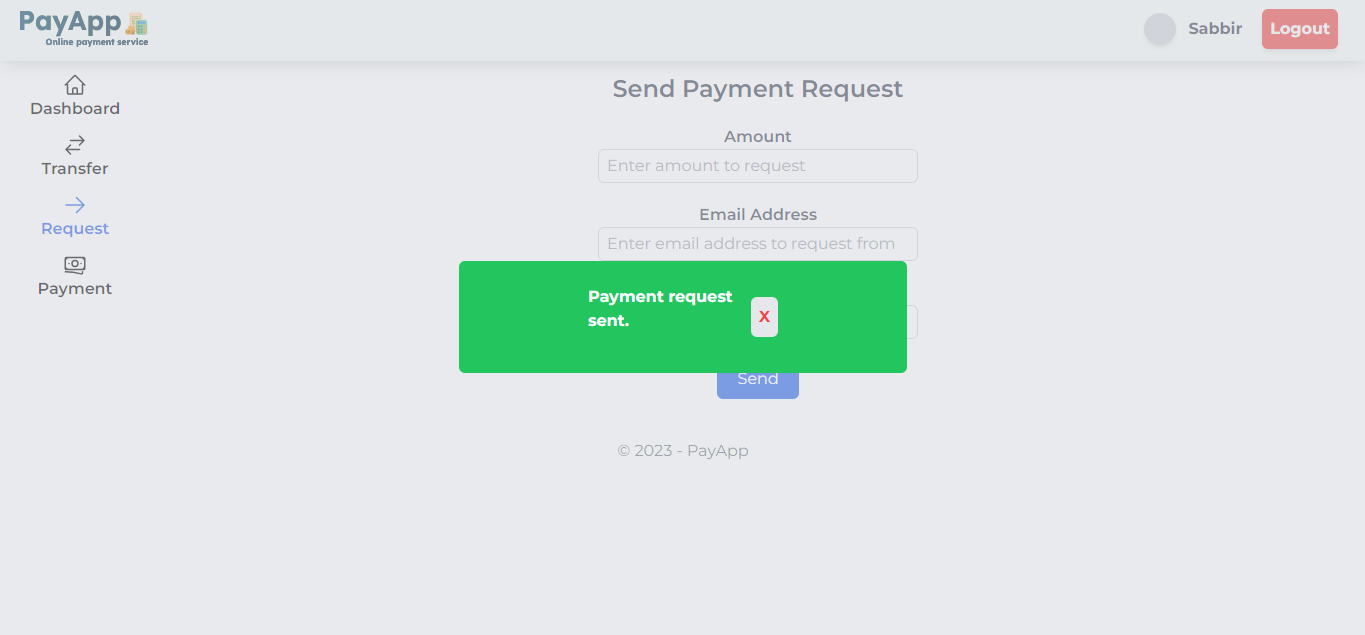 PayApp
Online payment service
Sabbir
Logout
Dashboard
Transfer
Request
Payment
Send Payment Request
Amount
Enter amount to request
Email Address
Enter email address to request from
Payment request
sent.
X
Send
© 2023 - PayApp